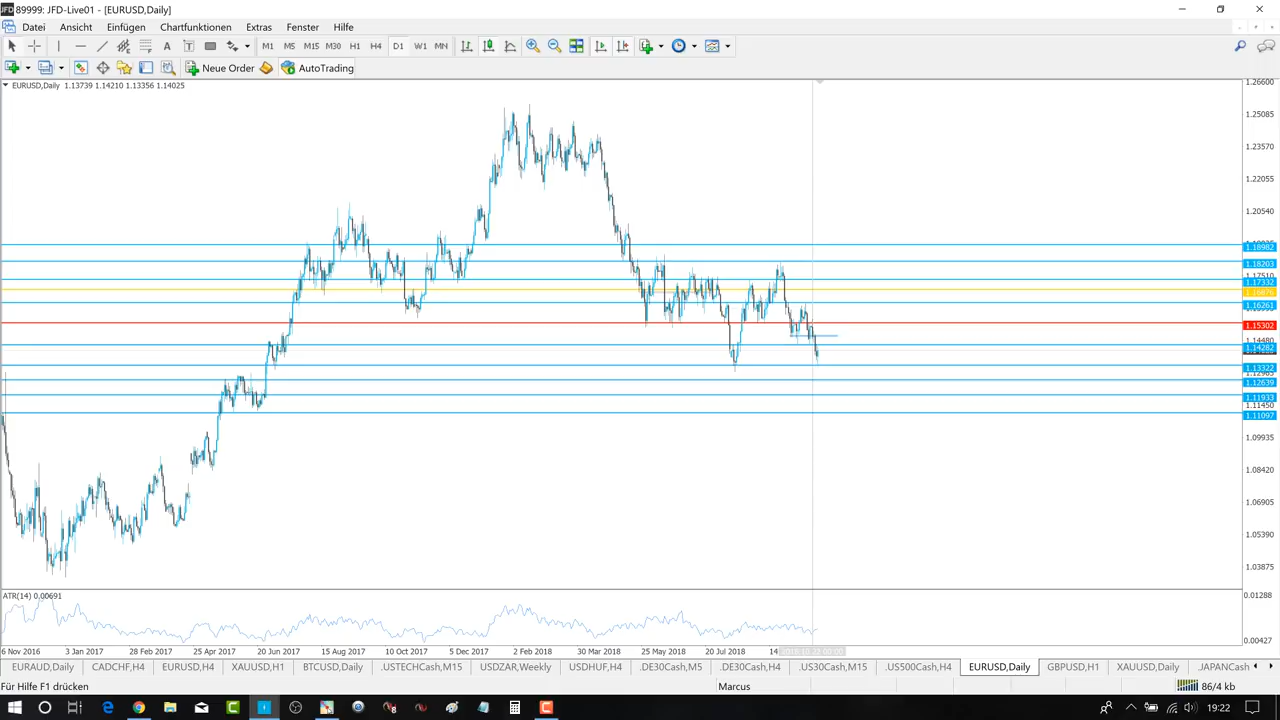 89999: JFD-Live01 - [EURUSD,Daily]
Datei Ansicht Einfügen Chartfunktionen Extras Fenster Hilfe
A T M1 M5 M15 M30 H1 H4 D1 W1 MN
New Order AutoTrading
EURUSD,Daily 1.13739 1.14210 1.13356 1.14025
1.26600
1.25085
1.23570
1.22055
1.20540
1.18982
1.18203
1.17510
1.17332
1.16261
1.15302
1.14480
1.14282
1.13322
1.12639
1.11933
1.11450
1.11097
1.09935
1.08420
1.06905
1.05390
1.03875
ATR(14) 0.00691
0.01288
0.00427
6 Nov 2016 3 Jan 2017 28 Feb 2017 25 Apr 2017 20 Jun 2017 15 Aug 2017 10 Oct 2017 5 Dec 2017 2 Feb 2018 30 Mar 2018 25 May 2018 20 Jul 2018 14
EURAUD,Daily CADCHF,H4 EURUSD,H4 XAUUSD,H1 BTCUSD,Daily .USTECHCash,M15 USDZAR,Weekly USDHUF,H4 .DE30Cash,M5 .DE30Cash,H4 .US30Cash,M15 .US500Cash,H4 EURUSD,Daily GBPUSD,H1 XAUUSD,Daily .JAPANCash
Für Hilfe F1 drücken Marcus 86/4 kb
19:22